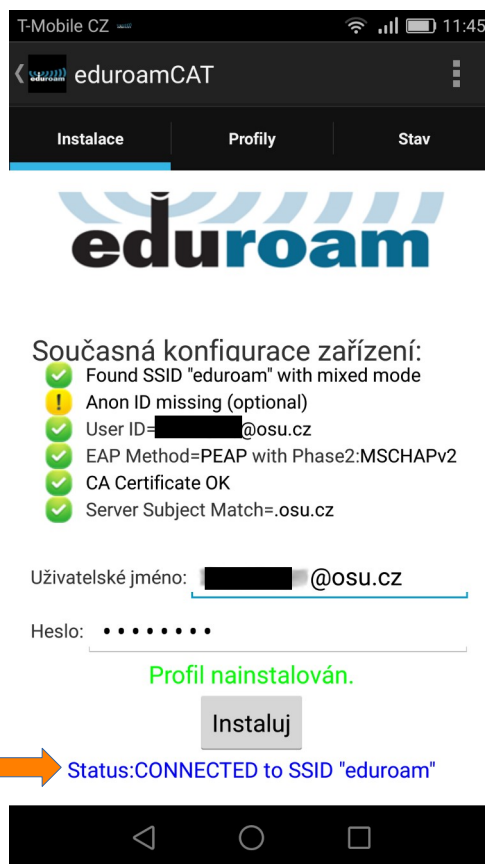 T-Mobile CZ 11:45
eduroam eduroamCAT
Instalace Profily Stav
eduroam
Současná konfigurace zařízení:
Found SSID "eduroam" with mixed mode
! Anon ID missing (optional)
User ID= @osu.cz
EAP Method=PEAP with Phase2:MSCHAPv2
CA Certificate OK
Server Subject Match=.osu.cz
Uživatelské jméno: @osu.cz
Heslo: ••••••••
Profil nainstalován.
Instaluj
Status:CONNECTED to SSID "eduroam"